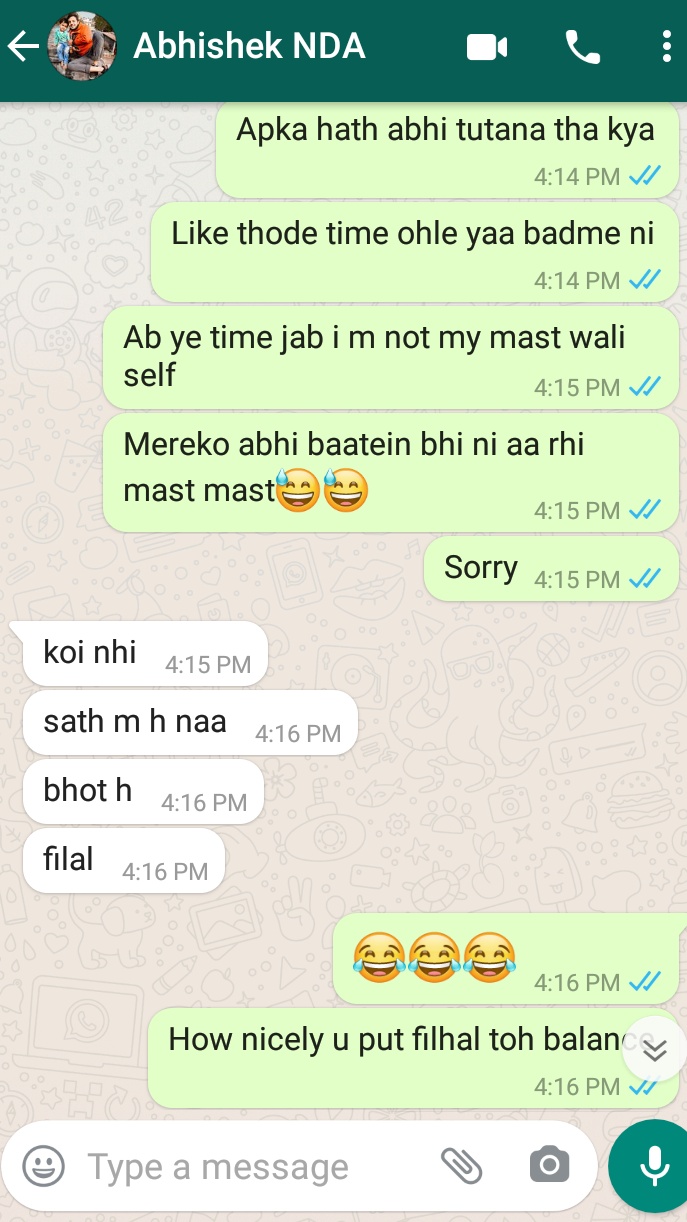 Abhishek NDA
Apka hath abhi tutana tha kya
4:14 PM
Like thode time ohle yaa badme ni
4:14 PM
Ab ye time jab i m not my mast wali
self
4:15 PM
Mereko abhi baatein bhi ni aa rhi
mast mast😅😅
4:15 PM
Sorry 4:15 PM
koi nhi 4:15 PM
sath m h naa 4:16 PM
bhot h 4:16 PM
filal 4:16 PM
😂😂😂 4:16 PM
How nicely u put filhal toh balance
4:16 PM
Type a message